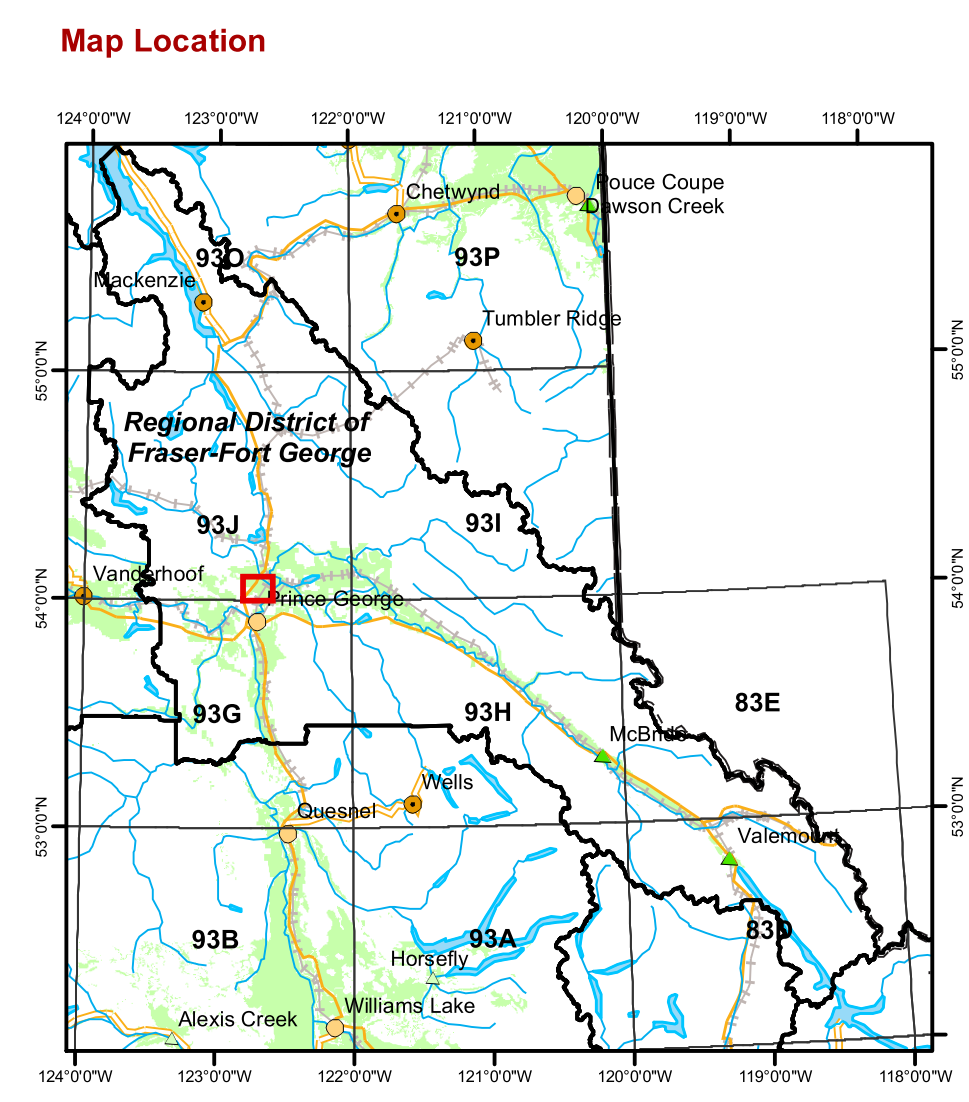 Map Location
124°0'0"W 123°0'0"W 122°0'0"W 121°0'0"W 120°0'0"W 119°0'0"W 118°0'0"W
Pouce Coupe
Chetwynd
Dawson Creek
93O
93P
Mackenzie
Tumbler Ridge
55°0'0"N
55°0'0"N
Regional District of
Fraser-Fort George
93J
93I
Vanderhoof
54°0'0"N
54°0'0"N
Prince George
83E
93G
93H
McBride
Wells
Quesnel
53°0'0"N
53°0'0"N
Valemount
83D
93B
93A
Horsefly
Williams Lake
Alexis Creek
124°0'0"W 123°0'0"W 122°0'0"W 121°0'0"W 120°0'0"W 119°0'0"W 118°0'0"W